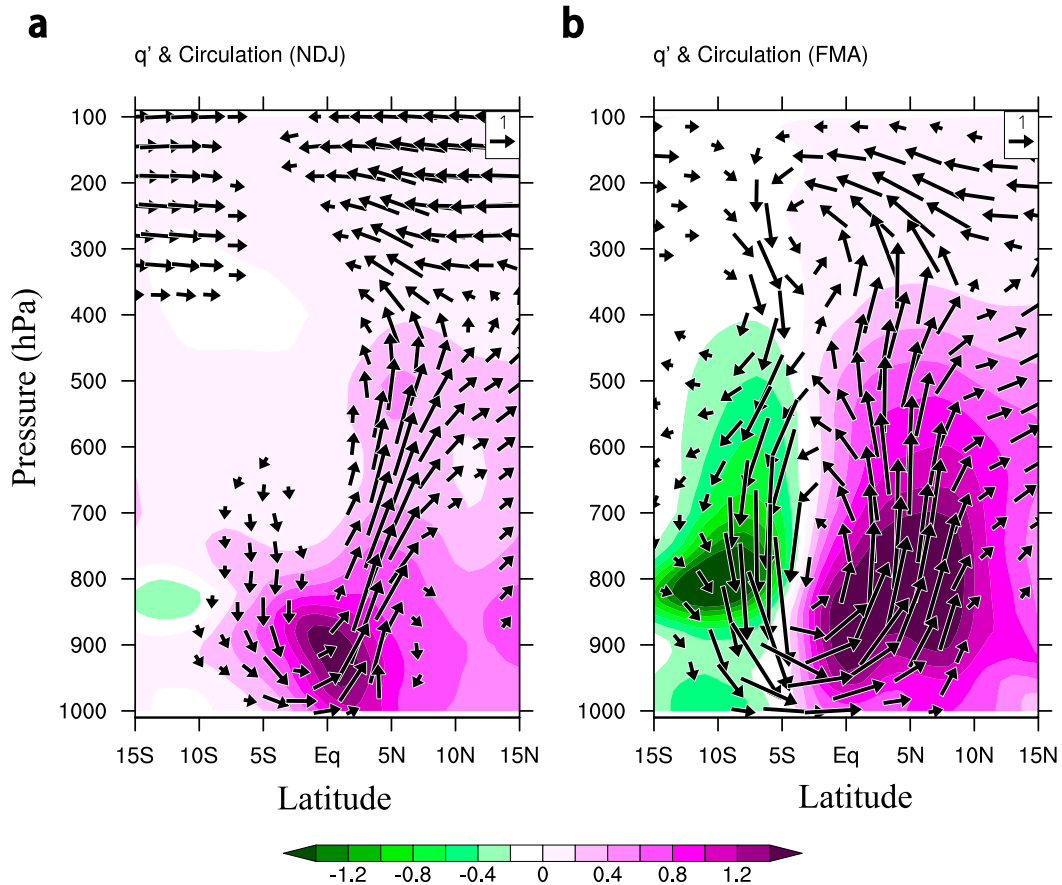 a
b
q' & Circulation (NDJ)
q' & Circulation (FMA)
1
1
Pressure (hPa)
100
200
300
400
500
600
700
800
900
1000
15S 10S 5S Eq 5N 10N 15N
Latitude
100
200
300
400
500
600
700
800
900
1000
15S 10S 5S Eq 5N 10N 15N
Latitude
-1.2 -0.8 -0.4 0 0.4 0.8 1.2